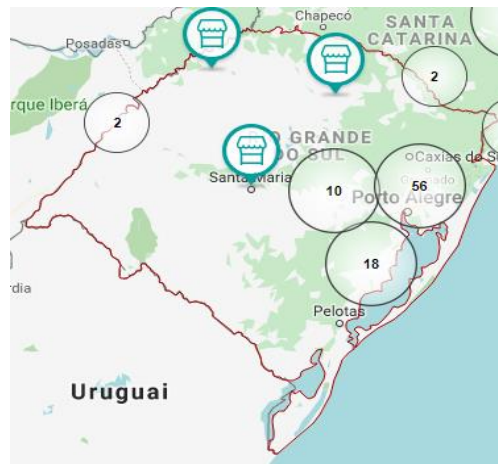 Chapecó
SANTA
CATARINA
Posadas
2
rque Iberá
2
O GRANDE
DO SUL
Caxias do S
Santa Maria
10
56
Porto Alegre
18
rdia
Pelotas
Uruguai